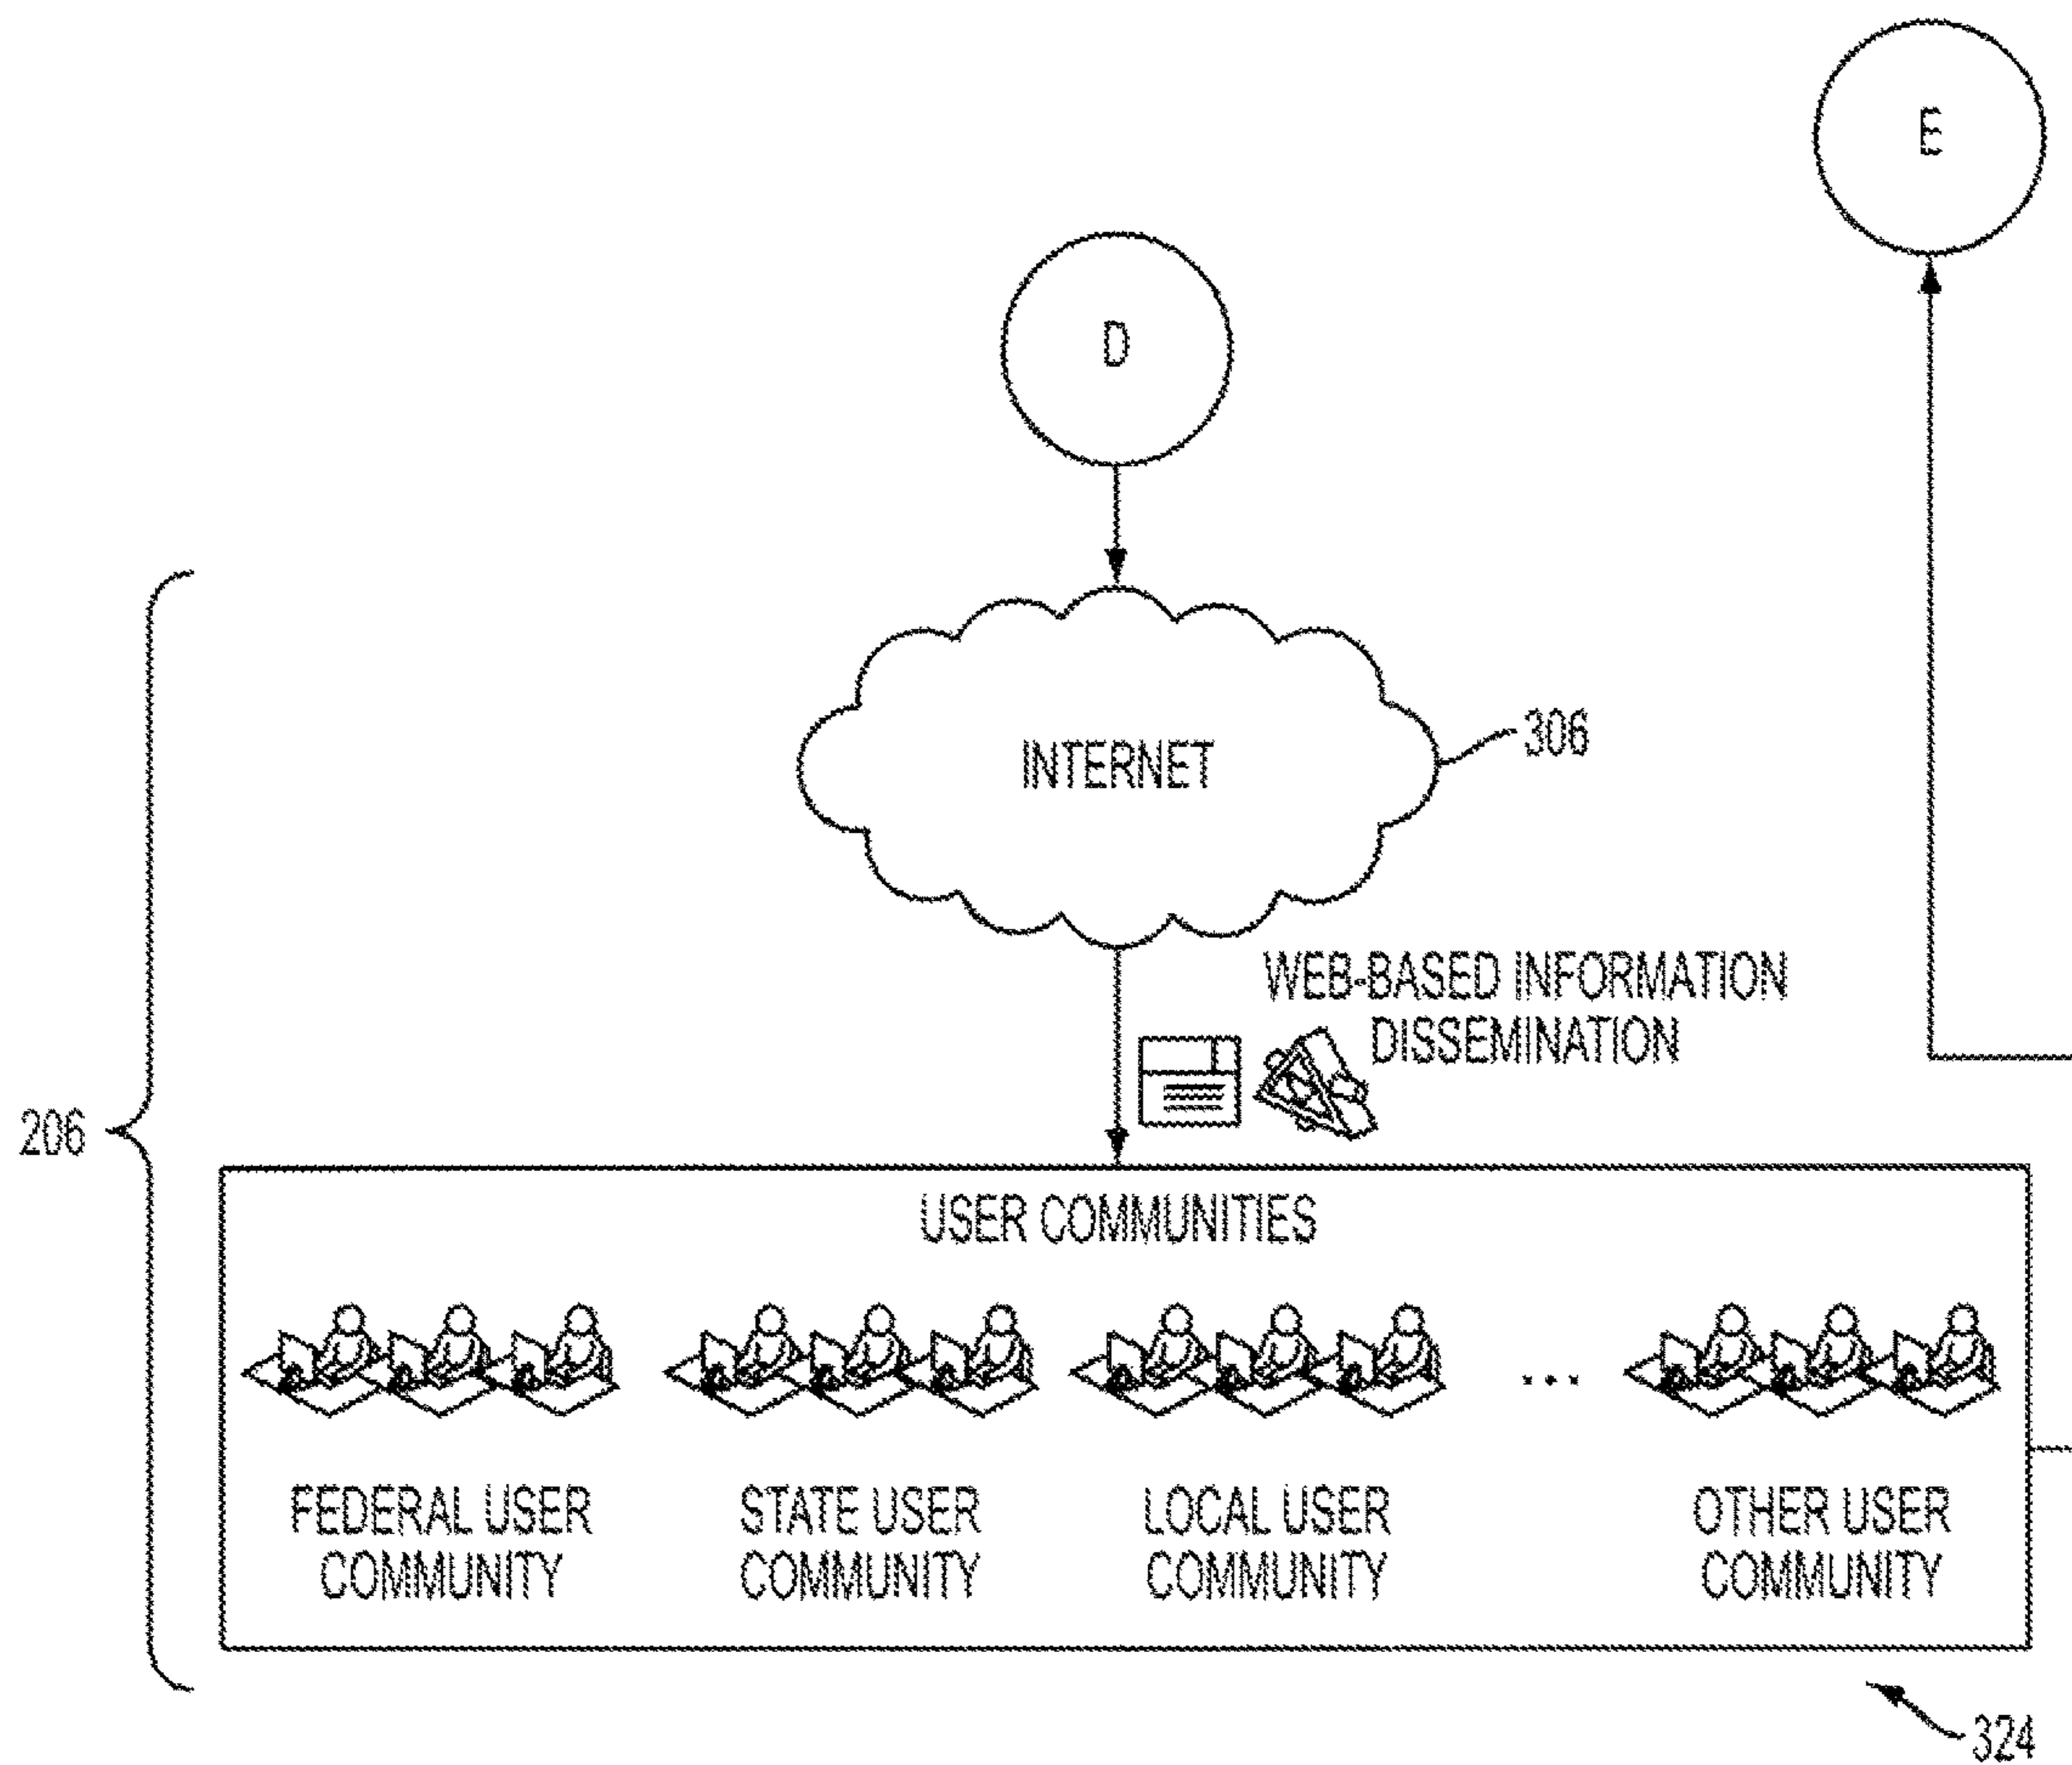 E
D
INTERNET
306
WEB-BASED INFORMATION
DISSEMINATION
206
USER COMMUNITIES
...
FEDERAL USER
COMMUNITY
STATE USER
COMMUNITY
LOCAL USER
COMMUNITY
OTHER USER
COMMUNITY
324